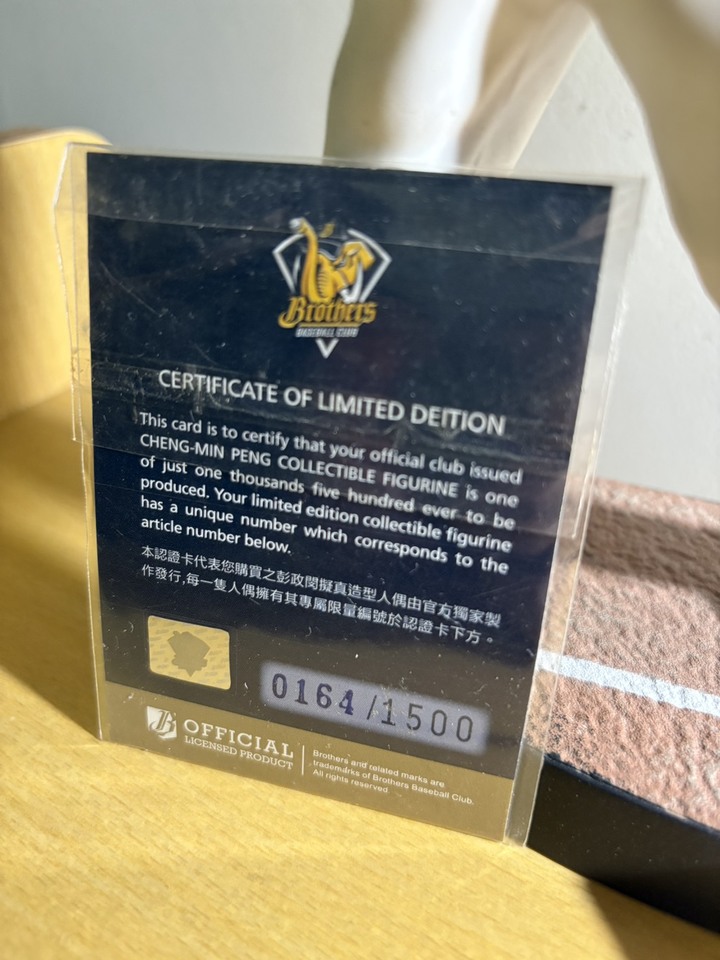 Brothers
BASEBALL CLUB
CERTIFICATE OF LIMITED DEITION
This card is to certify that your official club issued
CHENG-MIN PENG COLLECTIBLE FIGURINE is one
of just one thousands five hundred ever to be
produced. Your limited edition collectible figurine
has a unique number which corresponds to the
article number below.
本認證卡代表您購買之彭政閔擬真造型人偶由官方獨家製
作發行,每一隻人偶擁有其專屬限量編號於認證卡下方。
0164/1500
B OFFICIAL
LICENSED PRODUCT
Brothers and related marks are
trademarks of Brothers Baseball Club.
All rights reserved